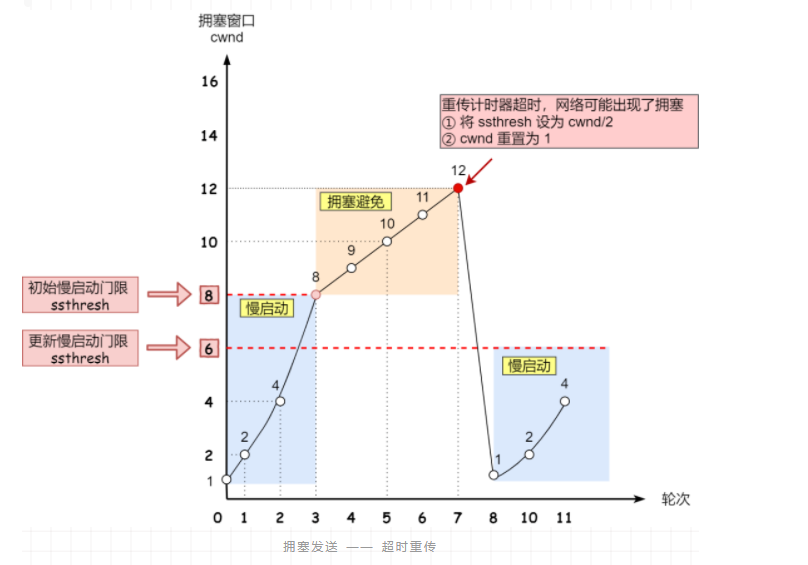 拥塞窗口
cwnd
16
14
12
10
8
6
4
2
1
重传计时器超时，网络可能出现了拥塞
① 将 ssthresh 设为 cwnd/2
② cwnd 重置为 1
12
11
10
9
8
拥塞避免
初始慢启动门限
ssthresh
慢启动
更新慢启动门限
ssthresh
慢启动
4
2
4
2
1
0 1 2 3 4 5 6 7 8 10 11
轮次
拥塞发送 —— 超时重传